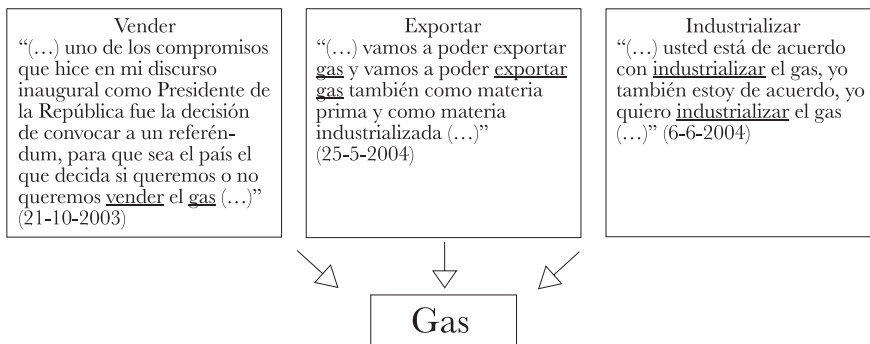 Vender
“(…) uno de los compromisos
que hice en mi discurso
inaugural como Presidente de
la República fue la decisión
de convocar a un referén-
dum, para que sea el país el
que decida si queremos o no
queremos vender el gas (…)”
(21-10-2003)
Exportar
“(…) vamos a poder exportar
gas y vamos a poder exportar
gas también como materia
prima y como materia
industrializada (…)”
(25-5-2004)
Industrializar
“(…) usted está de acuerdo
con industrializar el gas, yo
también estoy de acuerdo, yo
quiero industrializar el gas
(…)” (6-6-2004)
Gas